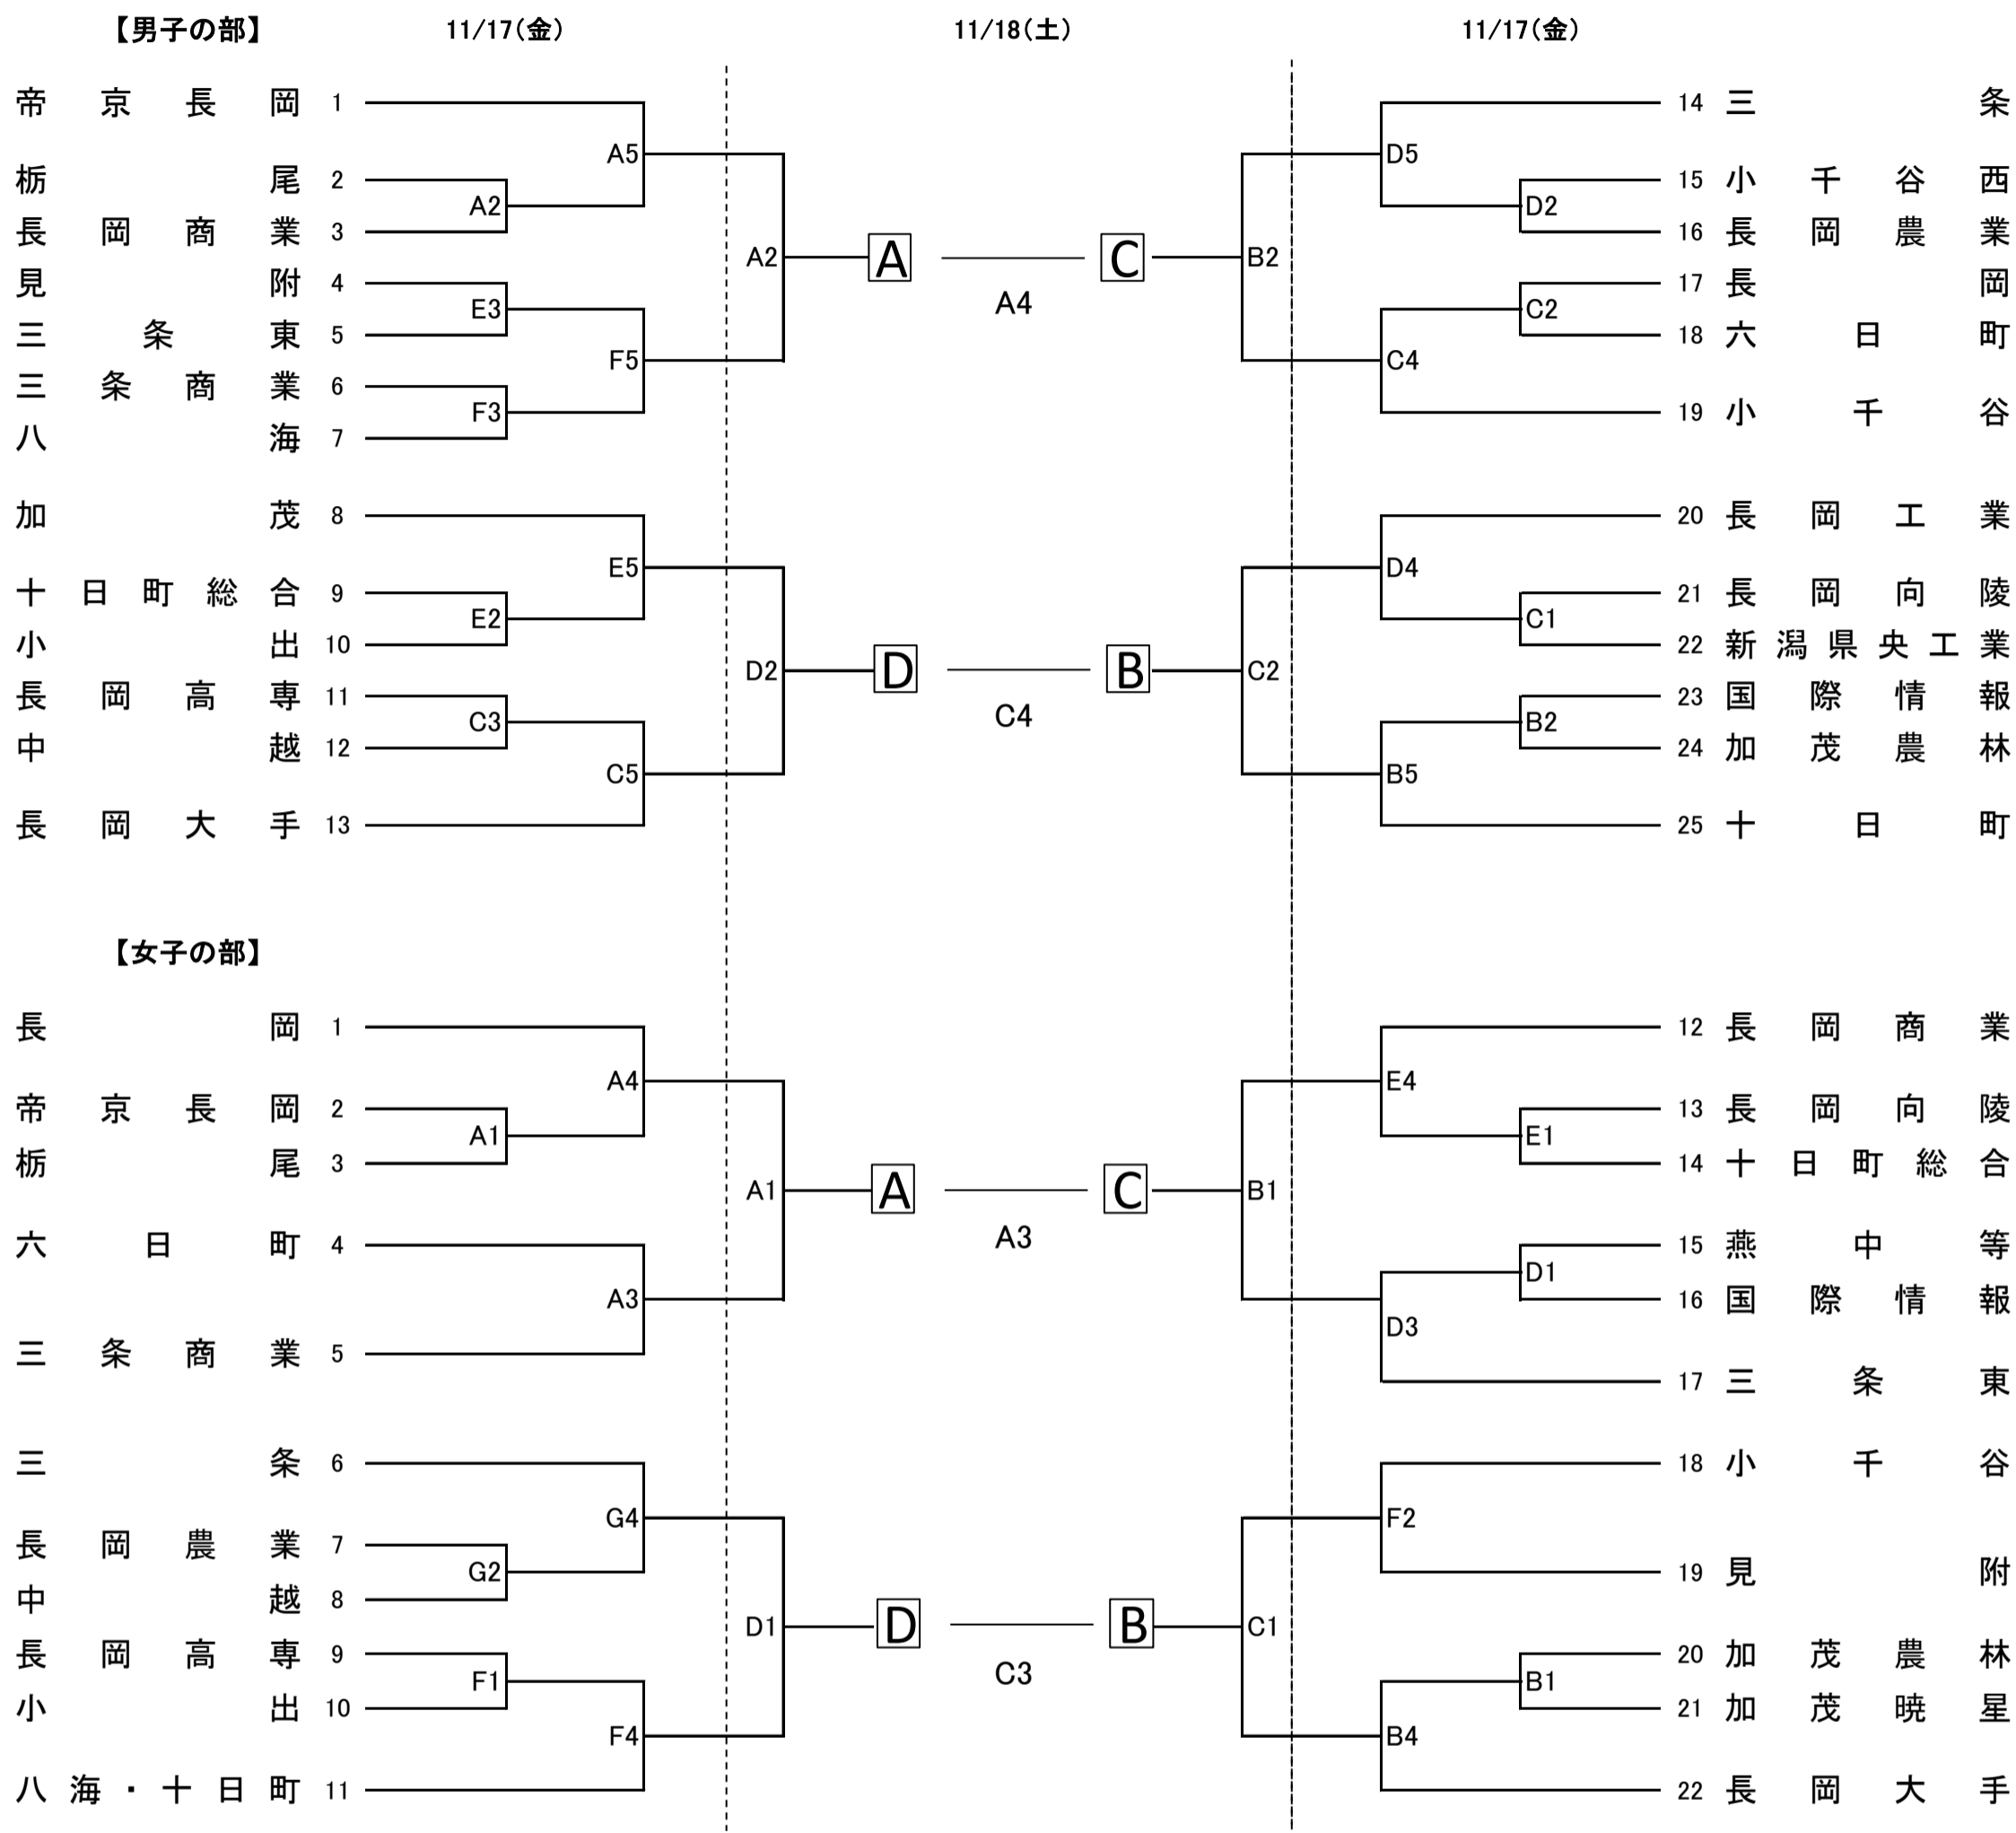 【男子の部】 11/17(金) 11/18(土) 11/17(金)
帝京長岡 1 14 三条
A5 D5
栃尾 2 15 小千谷西
A2 D2
長岡商業 3 16 長岡農業
A2 A C B2
見附 4 17 長岡
E3 A4 C2
三条東 5 18 六日町
F5 C4
三条商業 6
F3 19 小千谷
八海 7
加茂 8 20 長岡工業
E5 D4
十日町総合 9 21 長岡向陵
E2 C1
小出 10 22 新潟県央工業
D2 D B C2
長岡高専 11 23 国際情報
C3 C4 B2
中越 12 24 加茂農林
C5 B5
長岡大手 13 25 十日町
【女子の部】
長岡 1 12 長岡商業
A4 E4
帝京長岡 2 13 長岡向陵
A1 E1
栃尾 3 14 十日町総合
A1 A C B1
六日町 4 A3 15 燕中等
D1
A3 16 国際情報
D3
三条商業 5
17 三条東
三条 6 18 小千谷
G4 F2
長岡農業 7
G2 19 見附
中越 8
D1 D B C1
長岡高専 9 20 加茂農林
F1 C3 B1
小出 10 21 加茂暁星
F4 B4
八海・十日町 11 22 長岡大手